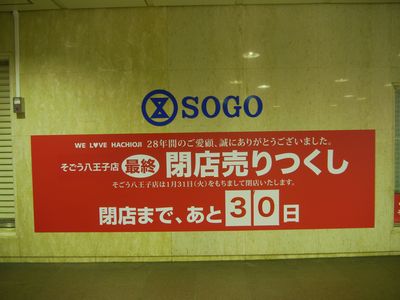 SOGO
WE LOVE HACHIOJI 28年間のご愛顧、誠にありがとうございました。
そごう八王子店 最終 閉店売りつくし
そごう八王子店は1月31日(火)をもちまして閉店いたします。
閉店まで、あと30日